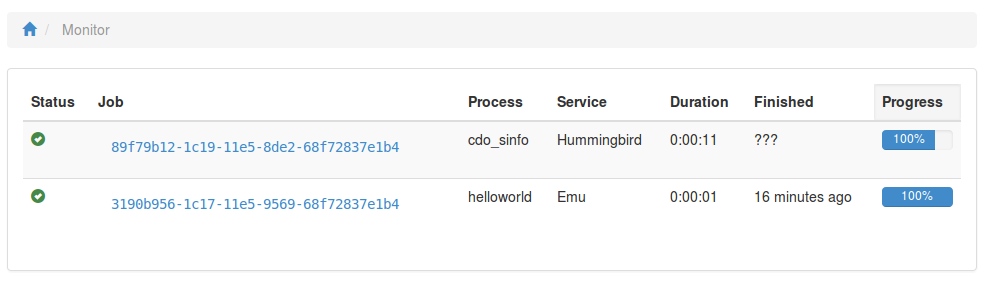 / Monitor
Status Job Process Service Duration Finished Progress
89f79b12-1c19-11e5-8de2-68f72837e1b4 cdo_sinfo Hummingbird 0:00:11 ??? 100%
3190b956-1c17-11e5-9569-68f72837e1b4 helloworld Emu 0:00:01 16 minutes ago 100%